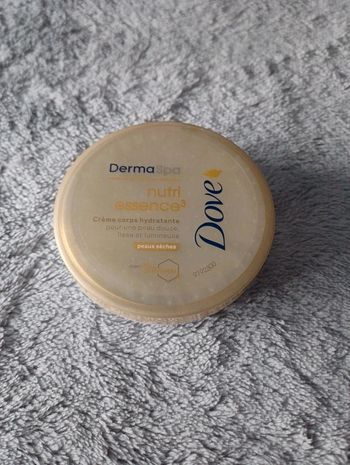 DermaSpa
nutri
essence³
Crème corps hydratante
pour une peau douce,
lisse et lumineuse
peaux sèches
Dove